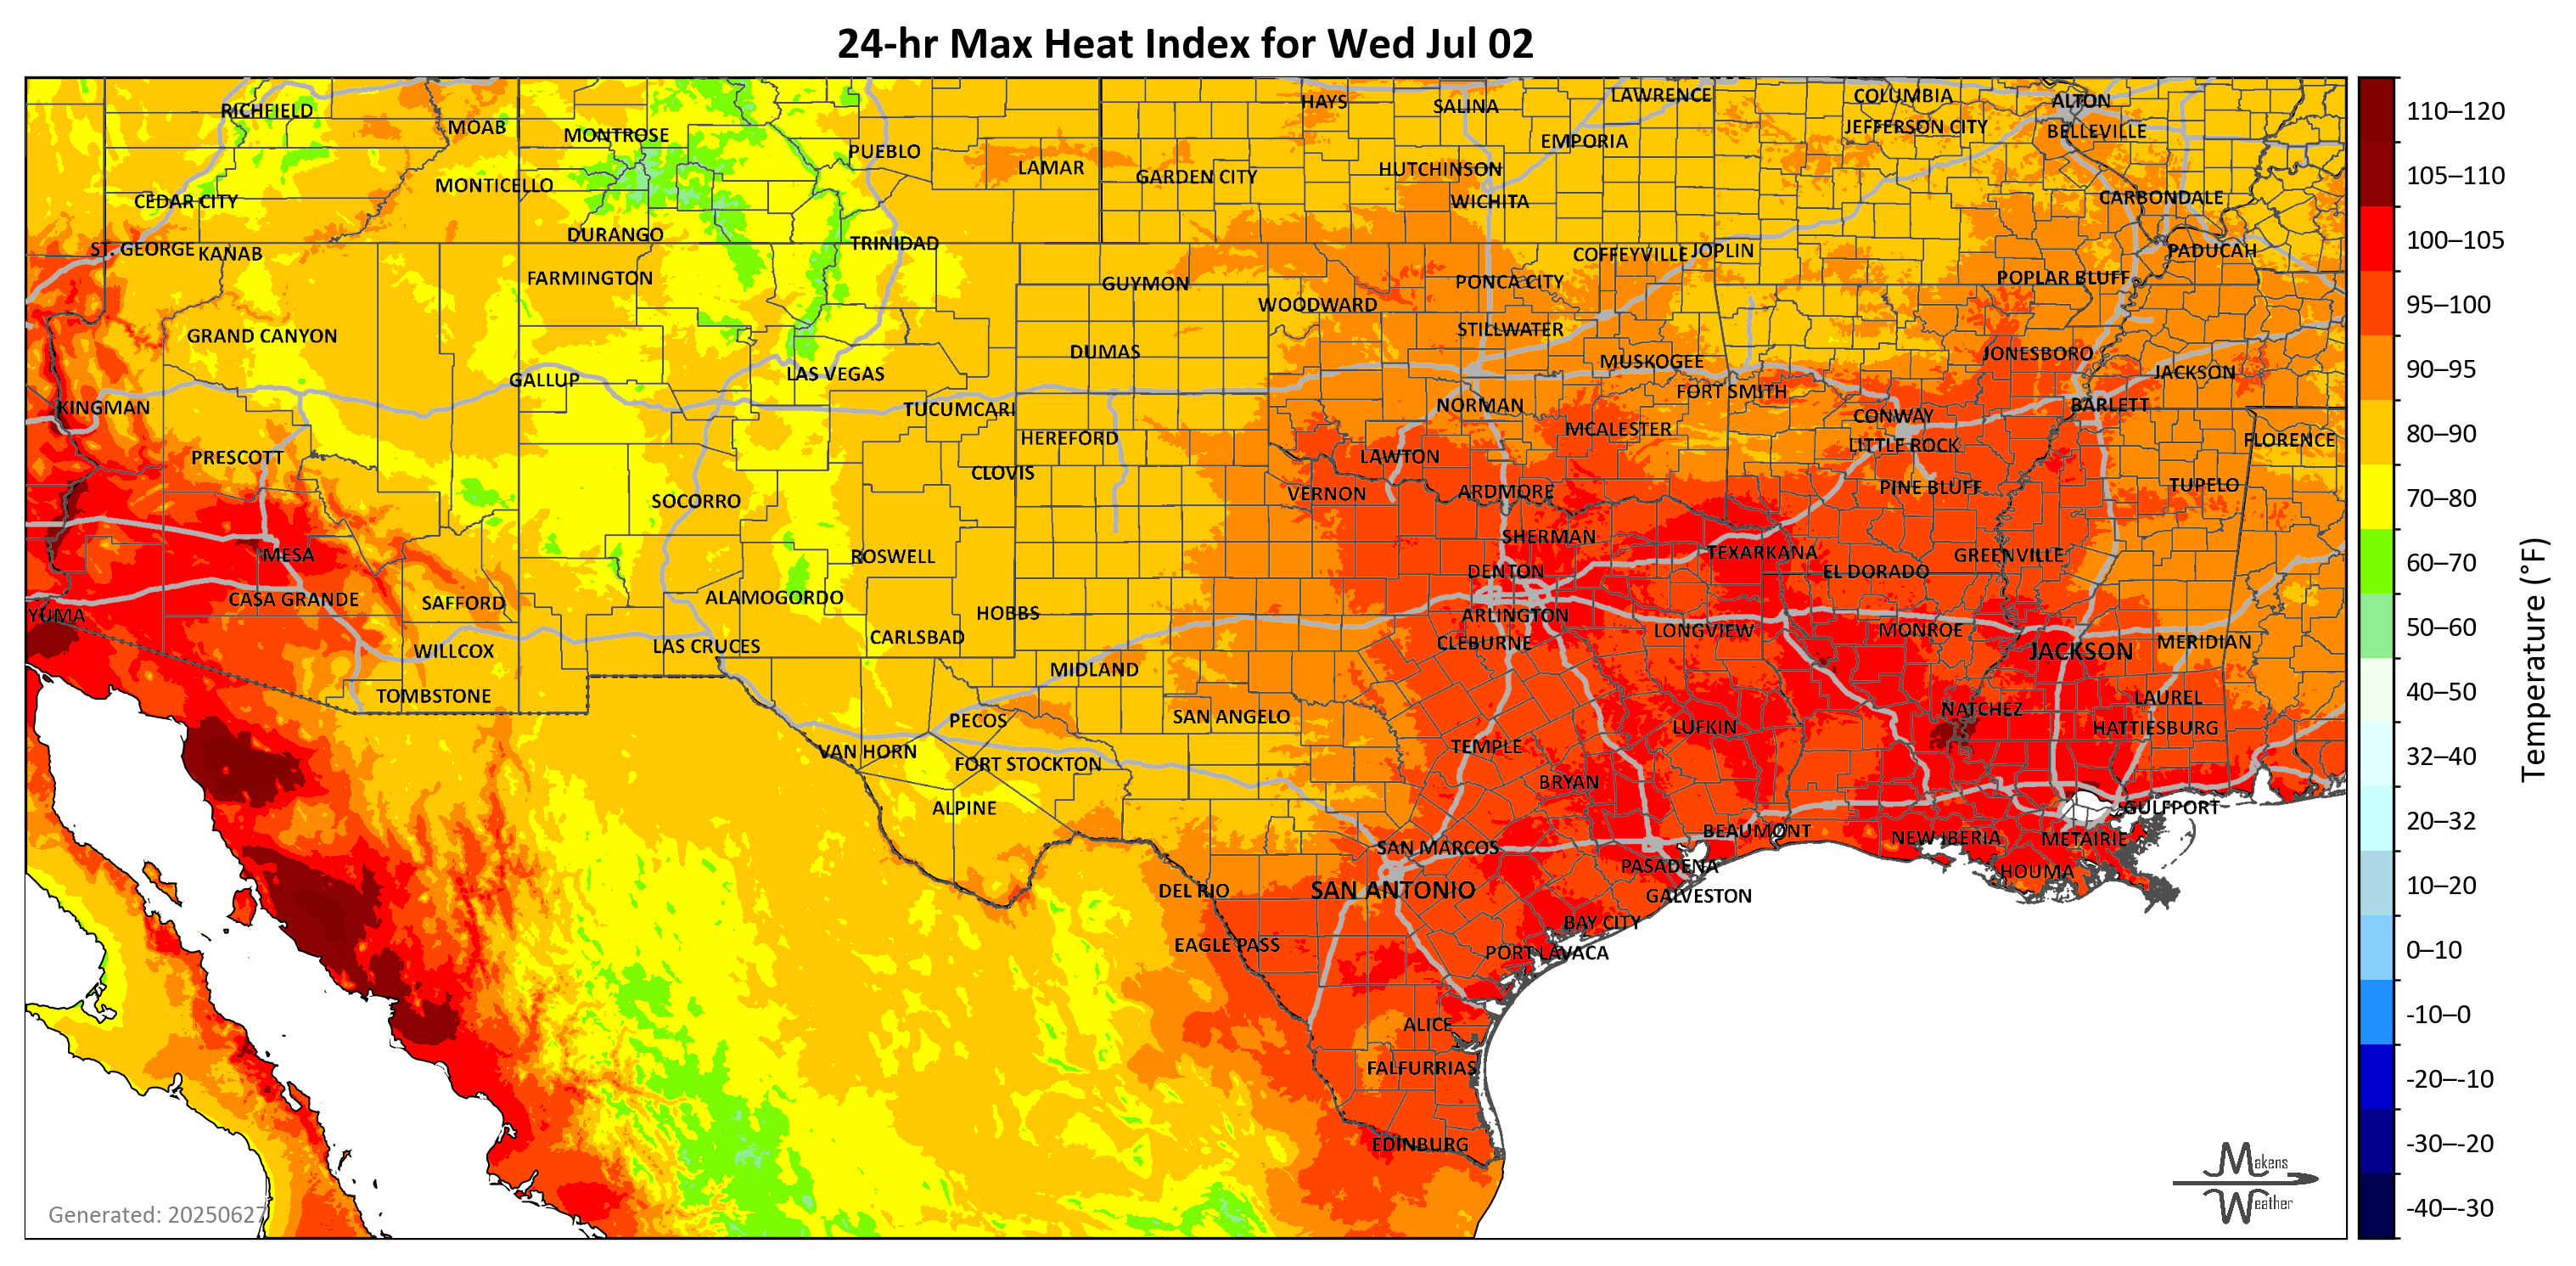 24-hr Max Heat Index for Wed Jul 02
RICHFIELD
MOAB
MONTROSE
PUEBLO
LAMAR
HAYS
SALINA
LAWRENCE
COLUMBIA
ALTON
JEFFERSON CITY
BELLEVILLE
EMPORIA
GARDEN CITY
HUTCHINSON
MONTICELLO
CEDAR CITY
WICHITA
CARBONDALE
DURANGO
TRINIDAD
ST. GEORGE
KANAB
COFFEYVILLE
JOPLIN
PADUCAH
FARMINGTON
GUYMON
PONCA CITY
POPLAR BLUFF
WOODWARD
GRAND CANYON
STILLWATER
DUMAS
MUSKOGEE
JONESBORO
GALLUP
LAS VEGAS
JACKSON
FORT SMITH
KINGMAN
TUCUMCARI
NORMAN
BARLETT
CONWAY
HEREFORD
MCALESTER
LITTLE ROCK
FLORENCE
PRESCOTT
LAWTON
CLOVIS
SOCORRO
VERNON
ARDMORE
PINE BLUFF
TUPELO
SHERMAN
MESA
ROSWELL
TEXARKANA
GREENVILLE
DENTON
EL DORADO
CASA GRANDE
SAFFORD
ALAMOGORDO
YUMA
HOBBS
ARLINGTON
CARLSBAD
CLEBURNE
LONGVIEW
MONROE
MERIDIAN
WILLCOX
LAS CRUCES
JACKSON
MIDLAND
TOMBSTONE
LAUREL
PECOS
SAN ANGELO
NATCHEZ
LUFKIN
HATTIESBURG
VAN HORN
TEMPLE
FORT STOCKTON
BRYAN
ALPINE
GULFPORT
BEAUMONT
NEW IBERIA
METAIRIE
SAN MARCOS
PASADENA
HOUMA
DEL RIO
SAN ANTONIO
GALVESTON
BAY CITY
EAGLE PASS
PORT LAVACA
ALICE
FALFURRIAS
EDINBURG
Generated: 20250627
Makens
Weather
110–120
105–110
100–105
95–100
90–95
80–90
70–80
60–70
50–60
40–50
32–40
20–32
10–20
0–10
-10–0
-20–-10
-30–-20
-40–-30
Temperature (°F)